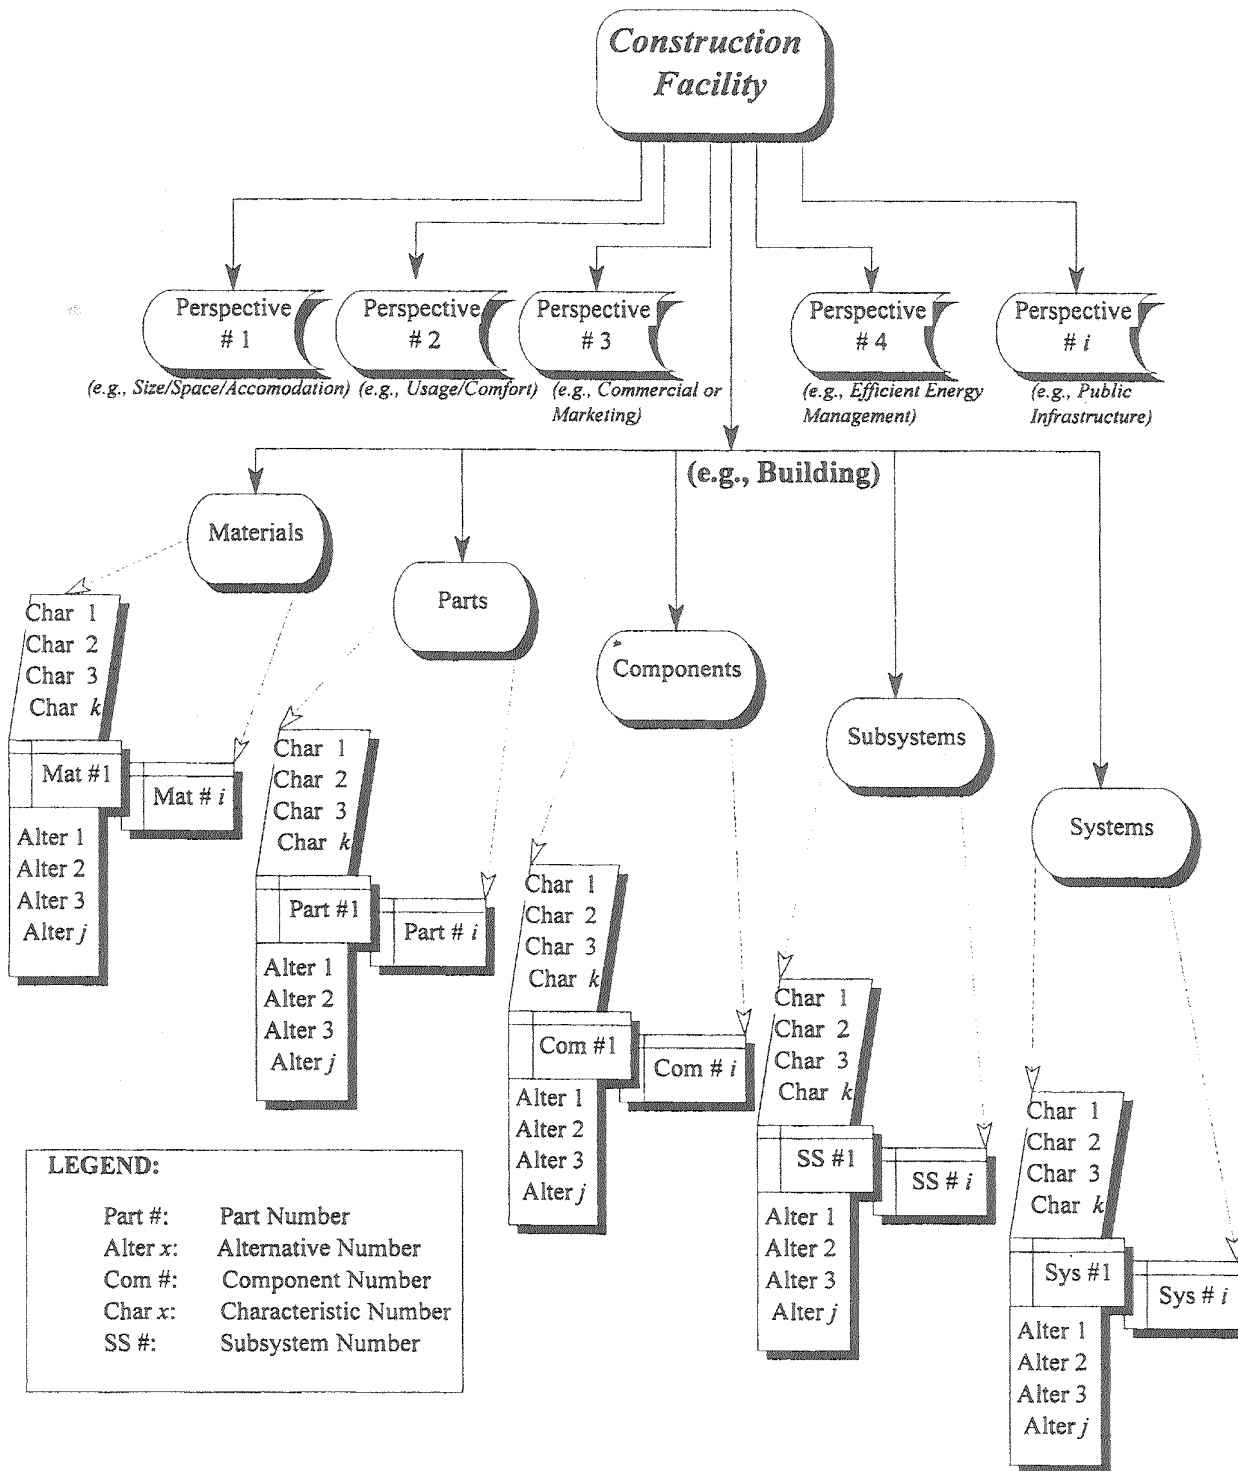 Construction
Facility
Perspective
# 1
(e.g., Size/Space/Accomodation)
Perspective
# 2
(e.g., Usage/Comfort)
Perspective
# 3
(e.g., Commercial or
Marketing)
Perspective
# 4
(e.g., Efficient Energy
Management)
Perspective
# i
(e.g., Public
Infrastructure)
(e.g., Building)
Materials
Char 1
Char 2
Char 3
Char k
Mat #1
Mat # i
Alter 1
Alter 2
Alter 3
Alter j
Parts
Char 1
Char 2
Char 3
Char k
Part #1
Part # i
Alter 1
Alter 2
Alter 3
Alter j
Components
Char 1
Char 2
Char 3
Char k
Com #1
Com # i
Alter 1
Alter 2
Alter 3
Alter j
Subsystems
Char 1
Char 2
Char 3
Char k
SS #1
SS # i
Alter 1
Alter 2
Alter 3
Alter j
Systems
Char 1
Char 2
Char 3
Char k
Sys #1
Sys # i
Alter 1
Alter 2
Alter 3
Alter j
LEGEND:
Part #: Part Number
Alter x: Alternative Number
Com #: Component Number
Char x: Characteristic Number
SS #: Subsystem Number